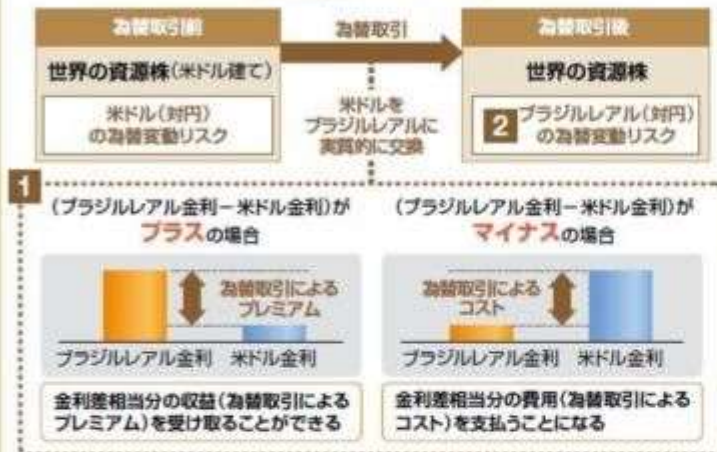 為替取引前
為替取引
為替取引後
世界の資源株(米ドル建て)
世界の資源株
米ドル(対円)
の為替変動リスク
米ドルを
ブラジルレアルに
実質的に交換
2 ブラジルレアル(対円)
の為替変動リスク
1
(ブラジルレアル金利－米ドル金利)が
プラスの場合
(ブラジルレアル金利－米ドル金利)が
マイナスの場合
為替取引による
プレミアム
為替取引による
コスト
ブラジルレアル金利 米ドル金利
ブラジルレアル金利 米ドル金利
金利差相当分の収益(為替取引による
プレミアム)を受け取ることができる
金利差相当分の費用(為替取引による
コスト)を支払うことになる